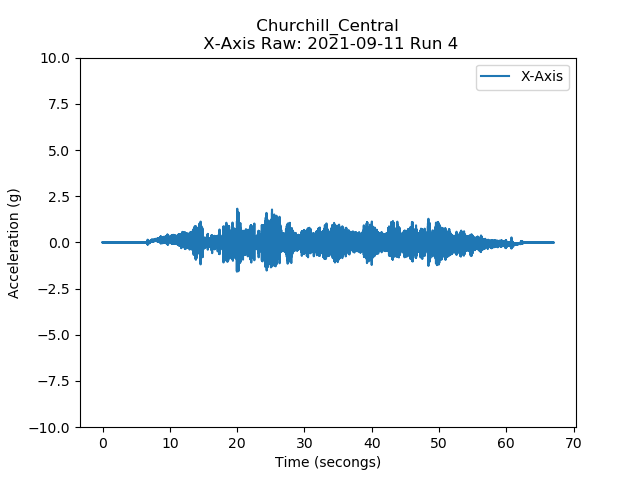 Churchill_Central
X-Axis Raw: 2021-09-11 Run 4
X-Axis
Acceleration (g)
10.0
7.5
5.0
2.5
0.0
−2.5
−5.0
−7.5
−10.0
0 10 20 30 40 50 60 70
Time (secongs)